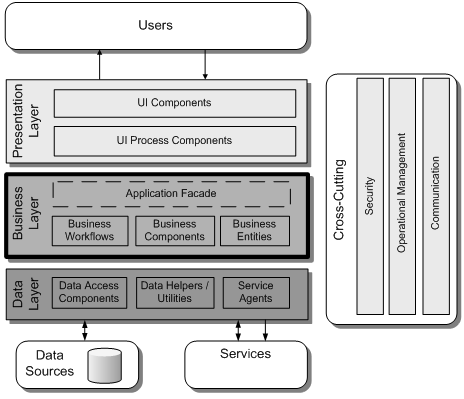 Users
Presentation
Layer
UI Components
UI Process Components
Business
Layer
Application Facade
Business
Workflows
Business
Components
Business
Entities
Data
Layer
Data Access
Components
Data Helpers /
Utilities
Service
Agents
Data
Sources
Services
Cross-Cutting
Security
Operational Management
Communication